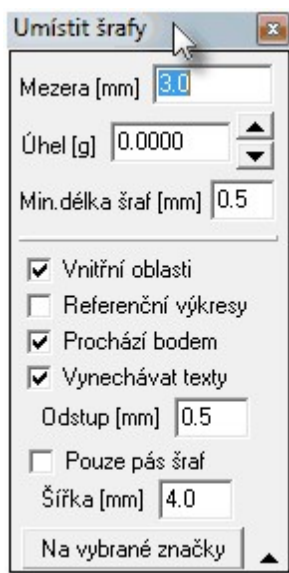 Umístit šrafy
Mezera [mm] 3.0
Úhel [g] 0.0000
Min.délka šraf [mm] 0.5
Vnitřní oblasti
Referenční výkresy
Prochází bodem
Vynechávat texty
Odstup [mm] 0.5
Pouze pás šraf
Šířka [mm] 4.0
Na vybrané značky